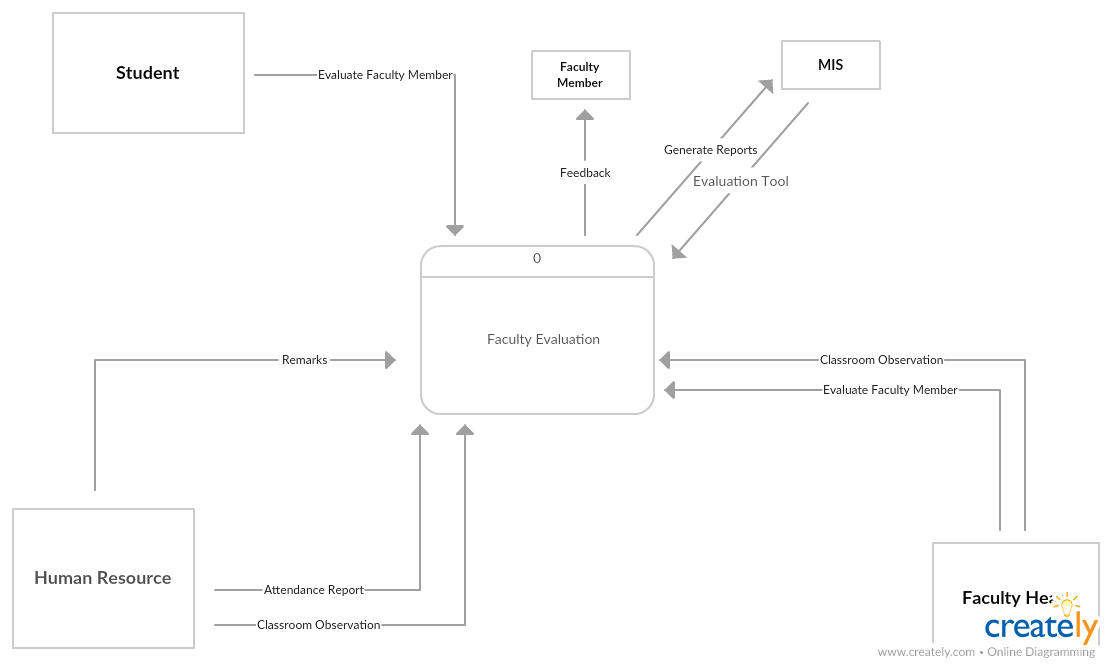 Student
Evaluate Faculty Member
Faculty
Member
MIS
Generate Reports
Evaluation Tool
Feedback
0
Faculty Evaluation
Remarks
Classroom Observation
Evaluate Faculty Member
Human Resource
Attendance Report
Classroom Observation
Faculty
creately
www.creately.com • Online Diagramming